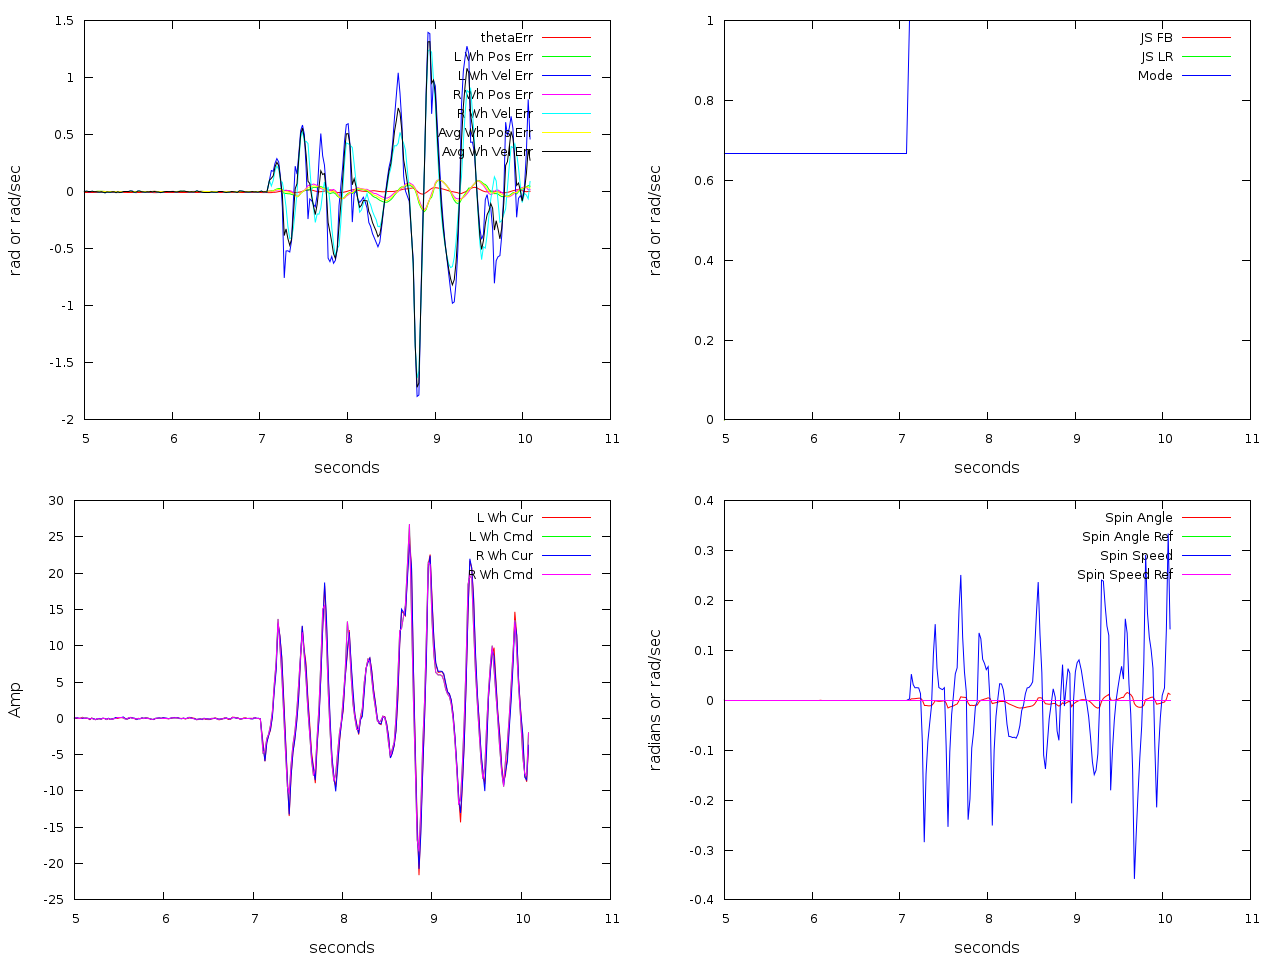 1.5
1
0.5
0
-0.5
-1
-1.5
-2
rad or rad/sec
thetaErr
L Wh Pos Err
L Wh Vel Err
R Wh Pos Err
R Wh Vel Err
Avg Wh Pos Err
Avg Wh Vel Err
5 6 7 8 9 10 11
seconds
1
0.8
0.6
0.4
0.2
0
rad or rad/sec
JS FB
JS LR
Mode
5 6 7 8 9 10 11
seconds
30
25
20
15
10
5
0
-5
-10
-15
-20
-25
Amp
L Wh Cur
L Wh Cmd
R Wh Cur
R Wh Cmd
5 6 7 8 9 10 11
seconds
0.4
0.3
0.2
0.1
0
-0.1
-0.2
-0.3
-0.4
radians or rad/sec
Spin Angle
Spin Angle Ref
Spin Speed
Spin Speed Ref
5 6 7 8 9 10 11
seconds